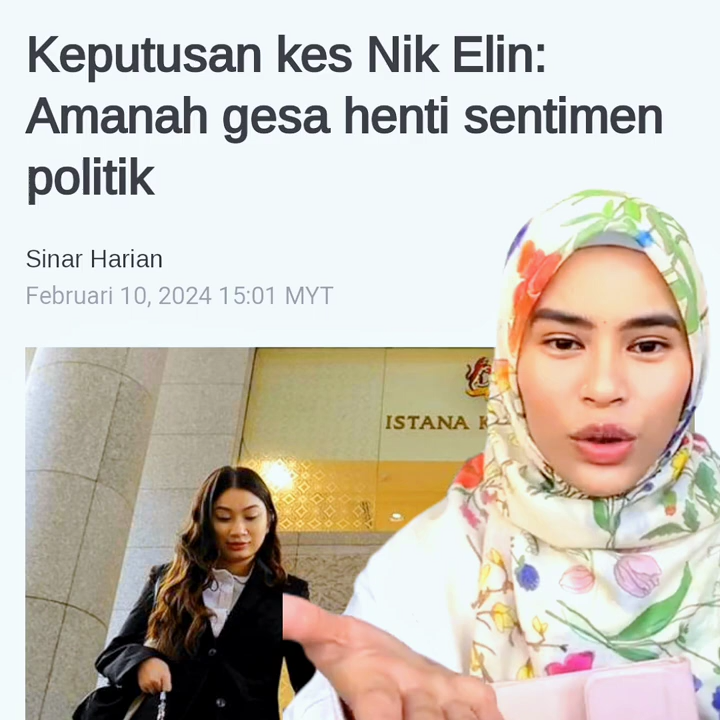 Keputusan kes Nik Elin:
Amanah gesa henti sentimen
politik
Sinar Harian
Februari 10, 2024 15:01 MYT
ISTANA